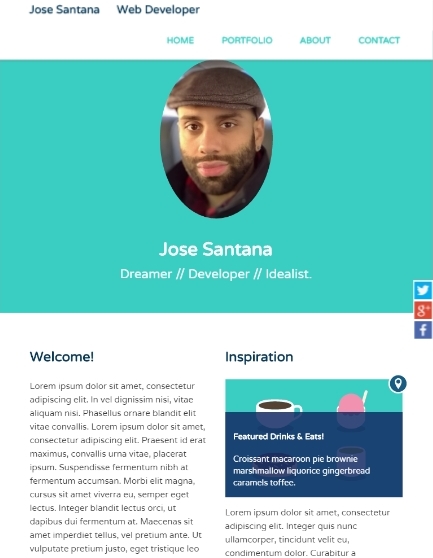 Jose Santana Web Developer
HOME PORTFOLIO ABOUT CONTACT
Jose Santana
Dreamer // Developer // Idealist.
g+
f
Welcome!
Lorem ipsum dolor sit amet, consectetur
adipiscing elit. In vel dignissim nisi, vitae
aliquam nisi. Phasellus ornare blandit elit
vitae convallis. Lorem ipsum dolor sit amet,
consectetur adipiscing elit. Praesent id erat
maximus, convallis urna vitae, placerat
ipsum. Suspendisse fermentum nibh at
fermentum accumsan. Morbi elit magna,
cursus sit amet viverra eu, semper eget
lectus. Integer blandit lectus orci, ut
dapibus dui fermentum at. Maecenas sit
amet imperdiet tellus, vel pretium ante. Ut
vulputate pretium justo, eget tristique leo
Inspiration
Featured Drinks & Eats!
Croissant macaroon pie brownie
marshmallow liquorice gingerbread
caramels toffee.
Lorem ipsum dolor sit amet, consectetur
adipiscing elit. Integer quis nunc
ullamcorper, tincidunt velit eu,
condimentum dolor. Curabitur a